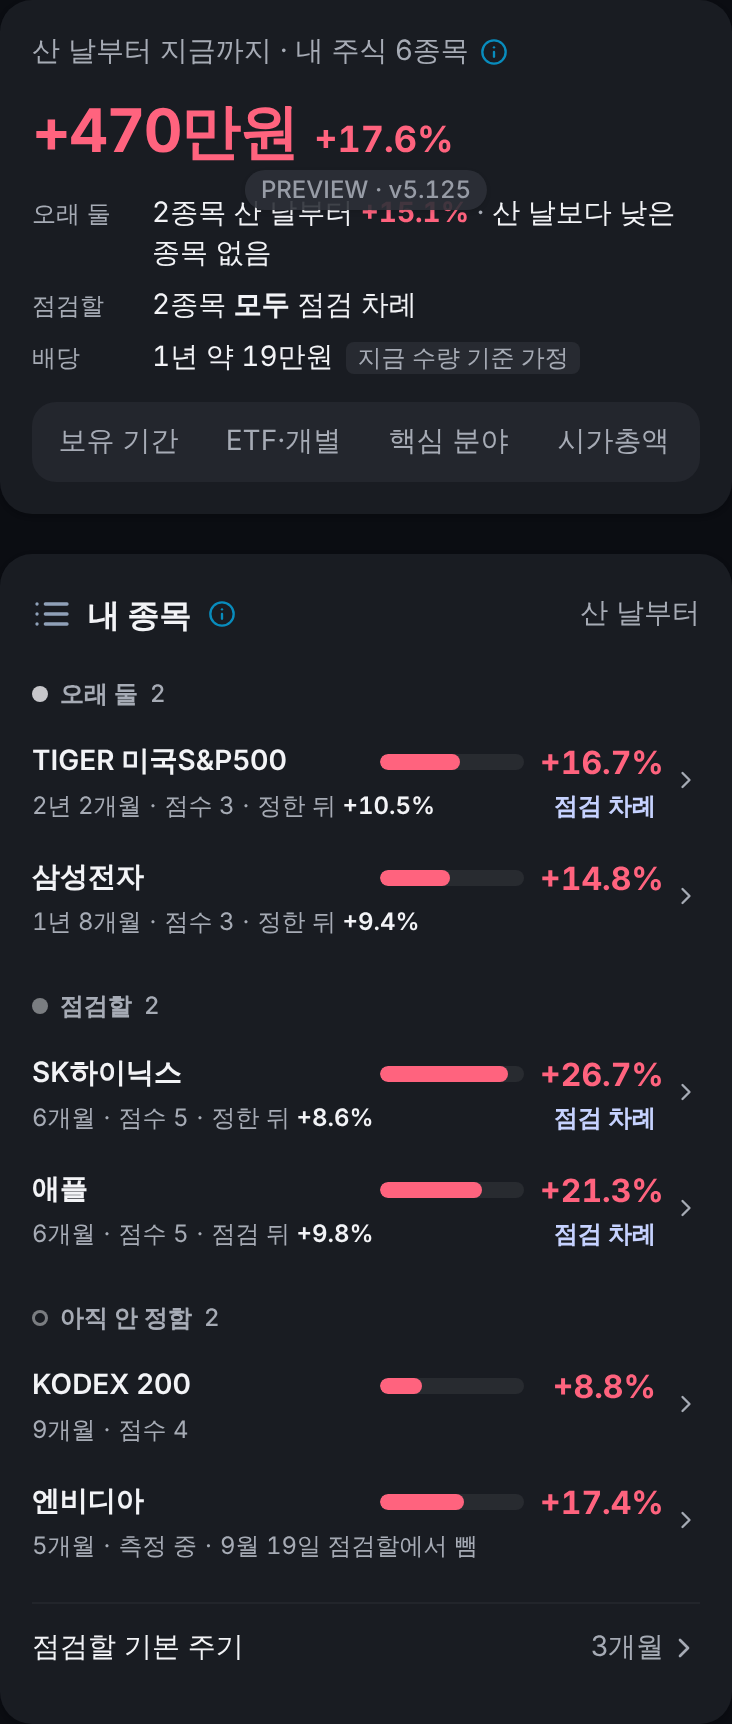 산 날부터 지금까지 · 내 주식 6종목
+470만원 +17.6%
PREVIEW · v5.125
오래 둘 2종목 산 날부터 +15.1% · 산 날보다 낮은
종목 없음
점검할 2종목 모두 점검 차례
배당 1년 약 19만원 지금 수량 기준 가정
보유 기간 ETF·개별 핵심 분야 시가총액
내 종목 산 날부터
오래 둘 2
TIGER 미국S&P500 +16.7%
2년 2개월 · 점수 3 · 정한 뒤 +10.5% 점검 차례
삼성전자 +14.8%
1년 8개월 · 점수 3 · 정한 뒤 +9.4%
점검할 2
SK하이닉스 +26.7%
6개월 · 점수 5 · 정한 뒤 +8.6% 점검 차례
애플 +21.3%
6개월 · 점수 5 · 점검 뒤 +9.8% 점검 차례
아직 안 정함 2
KODEX 200 +8.8%
9개월 · 점수 4
엔비디아 +17.4%
5개월 · 측정 중 · 9월 19일 점검할에서 뺌
점검할 기본 주기 3개월